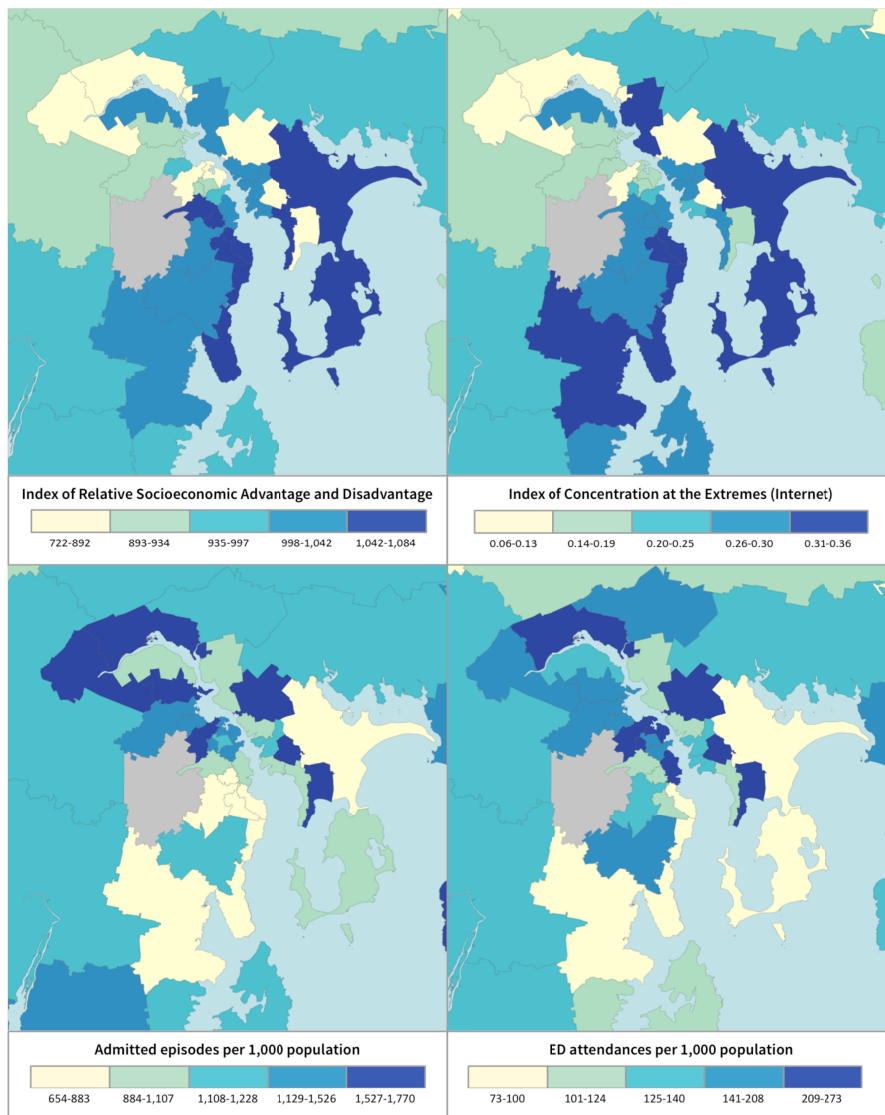 Index of Relative Socioeconomic Advantage and Disadvantage
722-892 893-934 935-997 998-1,042 1,042-1,084
Index of Concentration at the Extremes (Internet)
0.06-0.13 0.14-0.19 0.20-0.25 0.26-0.30 0.31-0.36
Admitted episodes per 1,000 population
654-883 884-1,107 1,108-1,228 1,129-1,526 1,527-1,770
ED attendances per 1,000 population
73-100 101-124 125-140 141-208 209-273